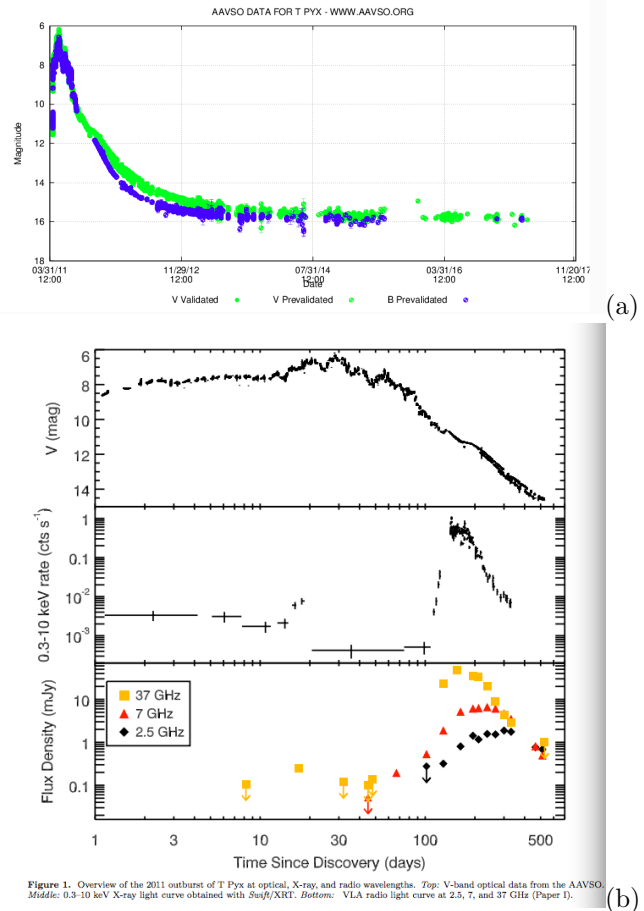 AAVSO DATA FOR T PYX - WWW.AAVSO.ORG
6
8
10
12
14
16
18
Magnitude
03/31/11 11/29/12 07/31/14 03/31/16 11/20/17
12:00 12:00 12:00 12:00 12:00
Date
V Validated V Prevalidated B Prevalidated
(a)
6
8
10
12
14
V (mag)
1
0.1
10-2
10-3
0.3-10 keV rate (cts s-1)
37 GHz
7 GHz
2.5 GHz
10
1
0.1
Flux Density (mJy)
1 3 10 30 100 500
Time Since Discovery (days)
Figure 1. Overview of the 2011 outburst of T Pyx at optical, X-ray, and radio wavelengths. Top: V-band optical data from the AAVSO.
Middle: 0.3–10 keV X-ray light curve obtained with Swift/XRT. Bottom: VLA radio light curve at 2.5, 7, and 37 GHz (Paper I).
(b)